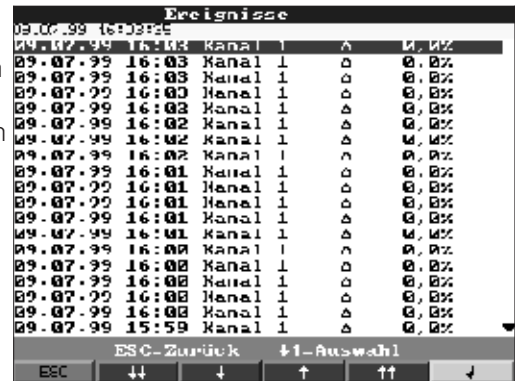 Ereignisse
09.07.99
09.07.99 16:03 Kanal 1 Δ 0,0%
09.07.99 16:03 Kanal 1 Δ 0,0%
09.07.99 16:03 Kanal 1 Δ 0,0%
09.07.99 16:03 Kanal 1 Δ 0,0%
09.07.99 16:03 Kanal 1 Δ 0,0%
09.07.99 16:02 Kanal 1 Δ 0,0%
09.07.99 16:02 Kanal 1 Δ 0,0%
09.07.99 16:02 Kanal 1 Δ 0,0%
09.07.99 16:01 Kanal 1 Δ 0,0%
09.07.99 16:01 Kanal 1 Δ 0,0%
09.07.99 16:01 Kanal 1 Δ 0,0%
09.07.99 16:01 Kanal 1 Δ 0,0%
09.07.99 16:01 Kanal 1 Δ 0,0%
09.07.99 16:00 Kanal 1 Δ 0,0%
09.07.99 16:00 Kanal 1 Δ 0,0%
09.07.99 16:00 Kanal 1 Δ 0,0%
09.07.99 16:00 Kanal 1 Δ 0,0%
09.07.99 16:00 Kanal 1 Δ 0,0%
09.07.99 15:59 Kanal 1 Δ 0,0%
ESC-Zurück ↓↑-Auswahl
ESC ↓↓ ↓ ↑ ↑↑ ↲